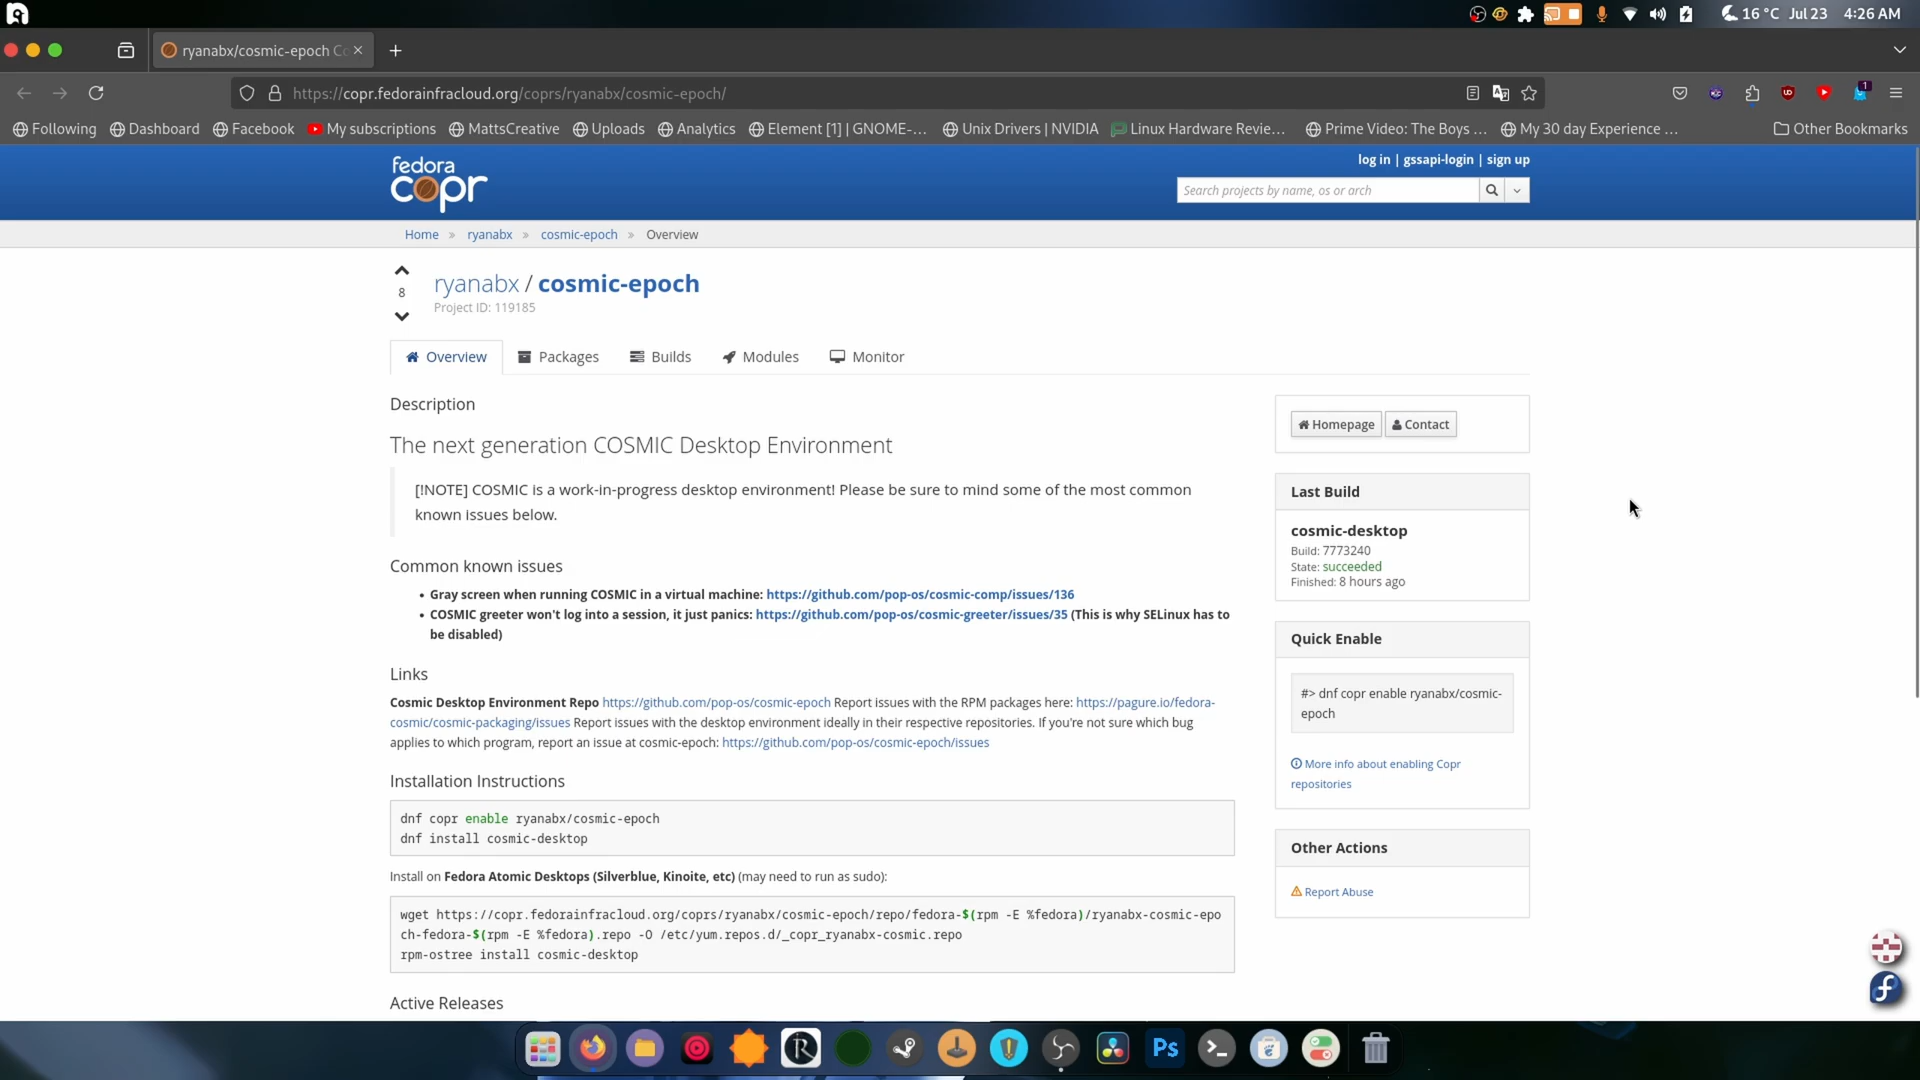 16 °C Jul 23 4:26 AM
ryanabx/cosmic-epoch Co
https://copr.fedorainfracloud.org/coprs/ryanabx/cosmic-epoch/
1
Following Dashboard Facebook My subscriptions MattsCreative Uploads Analytics Element [1] | GNOME-... Unix Drivers | NVIDIA Linux Hardware Revie... Prime Video: The Boys ... My 30 day Experience ... Other Bookmarks
fedora
copr
log in | gssapi-login | sign up
Search projects by name, os or arch
Home » ryanabx » cosmic-epoch » Overview
8
ryanabx / cosmic-epoch
Project ID: 119185
Overview Packages Builds Modules Monitor
Description
The next generation COSMIC Desktop Environment
[!NOTE] COSMIC is a work-in-progress desktop environment! Please be sure to mind some of the most common
known issues below.
Common known issues
• Gray screen when running COSMIC in a virtual machine: https://github.com/pop-os/cosmic-comp/issues/136
• COSMIC greeter won't log into a session, it just panics: https://github.com/pop-os/cosmic-greeter/issues/35 (This is why SELinux has to
be disabled)
Links
Cosmic Desktop Environment Repo https://github.com/pop-os/cosmic-epoch Report issues with the RPM packages here: https://pagure.io/fedora-
cosmic/cosmic-packaging/issues Report issues with the desktop environment ideally in their respective repositories. If you're not sure which bug
applies to which program, report an issue at cosmic-epoch: https://github.com/pop-os/cosmic-epoch/issues
Installation Instructions
dnf copr enable ryanabx/cosmic-epoch
dnf install cosmic-desktop
Install on Fedora Atomic Desktops (Silverblue, Kinoite, etc) (may need to run as sudo):
wget https://copr.fedorainfracloud.org/coprs/ryanabx/cosmic-epoch/repo/fedora-$(rpm -E %fedora)/ryanabx-cosmic-epo
ch-fedora-$(rpm -E %fedora).repo -O /etc/yum.repos.d/_copr_ryanabx-cosmic.repo
rpm-ostree install cosmic-desktop
Active Releases
Homepage Contact
Last Build
cosmic-desktop
Build: 7773240
State: succeeded
Finished: 8 hours ago
Quick Enable
#> dnf copr enable ryanabx/cosmic-
epoch
More info about enabling Copr
repositories
Other Actions
Report Abuse
Ps